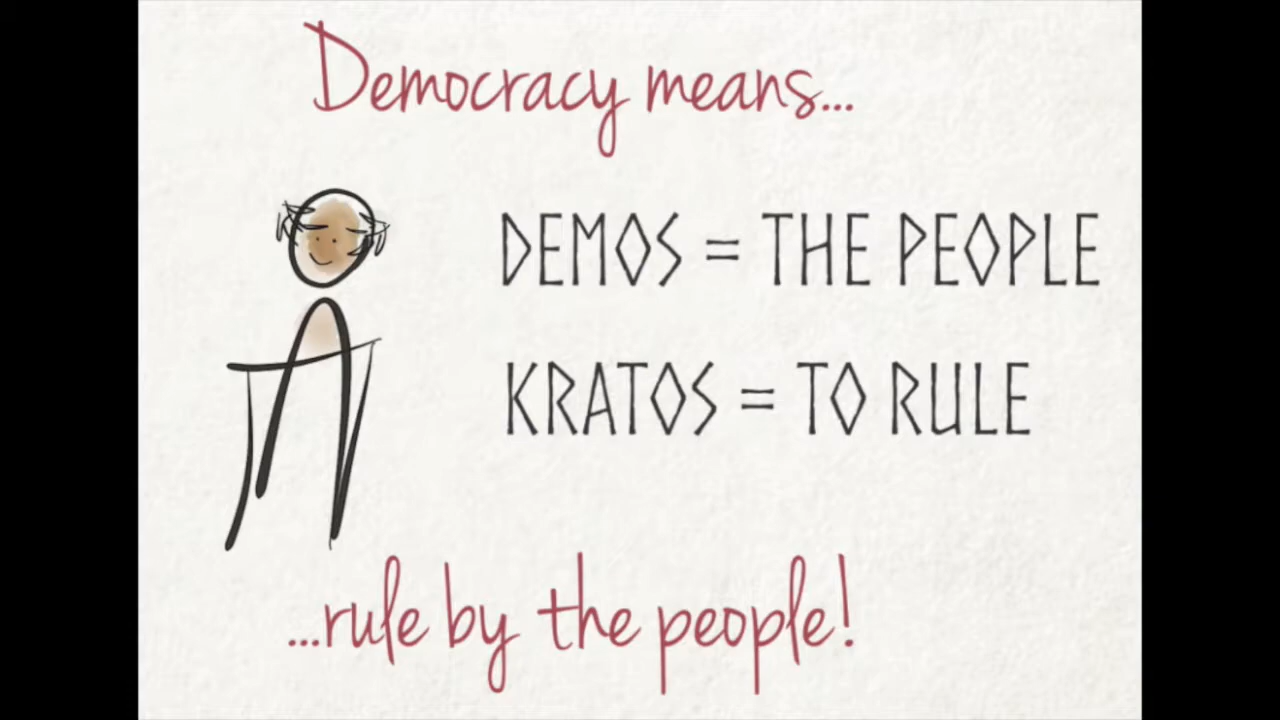 Democracy means...
DEMOS = THE PEOPLE
KRATOS = TO RULE
...rule by the people!